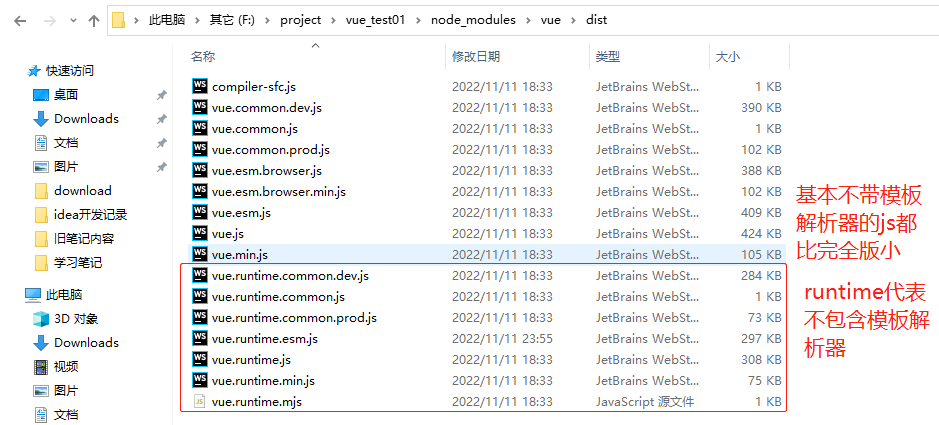 此电脑 > 其它 (F:) > project > vue_test01 > node_modules > vue > dist
名称 修改日期 类型 大小
快速访问
桌面
Downloads
文档
图片
download
idea开发记录
旧笔记内容
学习笔记
此电脑
3D 对象
Downloads
视频
图片
文档
compiler-sfc.js 2022/11/11 18:33 JetBrains WebSt... 1 KB
vue.common.dev.js 2022/11/11 18:33 JetBrains WebSt... 390 KB
vue.common.js 2022/11/11 18:33 JetBrains WebSt... 1 KB
vue.common.prod.js 2022/11/11 18:33 JetBrains WebSt... 102 KB
vue.esm.browser.js 2022/11/11 18:33 JetBrains WebSt... 388 KB
vue.esm.browser.min.js 2022/11/11 18:33 JetBrains WebSt... 102 KB
vue.esm.js 2022/11/11 18:33 JetBrains WebSt... 409 KB
vue.js 2022/11/11 18:33 JetBrains WebSt... 424 KB
vue.min.js 2022/11/11 18:33 JetBrains WebSt... 105 KB
vue.runtime.common.dev.js 2022/11/11 18:33 JetBrains WebSt... 284 KB
vue.runtime.common.js 2022/11/11 18:33 JetBrains WebSt... 1 KB
vue.runtime.common.prod.js 2022/11/11 18:33 JetBrains WebSt... 73 KB
vue.runtime.esm.js 2022/11/11 23:55 JetBrains WebSt... 297 KB
vue.runtime.js 2022/11/11 18:33 JetBrains WebSt... 308 KB
vue.runtime.min.js 2022/11/11 18:33 JetBrains WebSt... 75 KB
vue.runtime.mjs 2022/11/11 18:33 JavaScript 源文件 1 KB
基本不带模板
解析器的js都
比完全版小
runtime代表
不包含模板解
析器